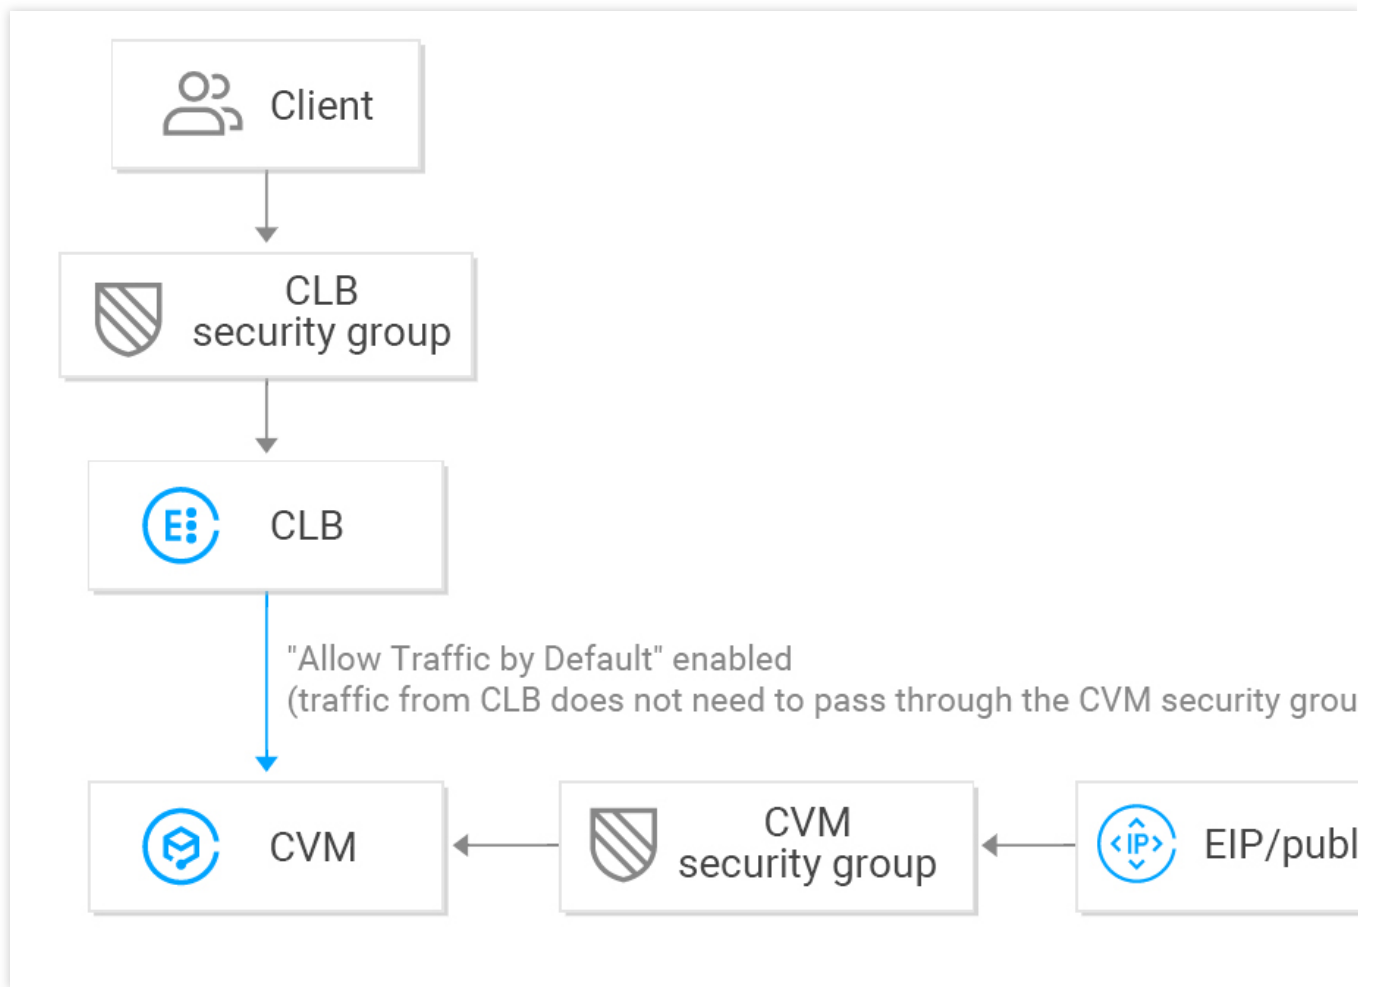 Client
CLB
security group
E
CLB
"Allow Traffic by Default" enabled
(traffic from CLB does not need to pass through the CVM security grou
CVM
CVM
security group
<IP>
EIP/publ